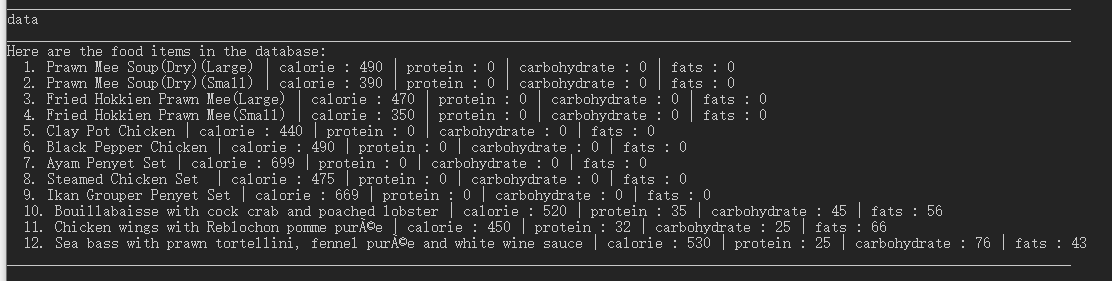 data
Here are the food items in the database:
1. Prawn Mee Soup(Dry)(Large) | calorie : 490 | protein : 0 | carbohydrate : 0 | fats : 0
2. Prawn Mee Soup(Dry)(Small) | calorie : 390 | protein : 0 | carbohydrate : 0 | fats : 0
3. Fried Hokkien Prawn Mee(Large) | calorie : 470 | protein : 0 | carbohydrate : 0 | fats : 0
4. Fried Hokkien Prawn Mee(Small) | calorie : 350 | protein : 0 | carbohydrate : 0 | fats : 0
5. Clay Pot Chicken | calorie : 440 | protein : 0 | carbohydrate : 0 | fats : 0
6. Black Pepper Chicken | calorie : 490 | protein : 0 | carbohydrate : 0 | fats : 0
7. Ayam Penyet Set | calorie : 699 | protein : 0 | carbohydrate : 0 | fats : 0
8. Steamed Chicken Set  | calorie : 475 | protein : 0 | carbohydrate : 0 | fats : 0
9. Ikan Grouper Penyet Set | calorie : 669 | protein : 0 | carbohydrate : 0 | fats : 0
10. Bouillabaisse with cock crab and poached lobster | calorie : 520 | protein : 35 | carbohydrate : 45 | fats : 56
11. Chicken wings with Reblochon pomme purÃ©e | calorie : 450 | protein : 32 | carbohydrate : 25 | fats : 66
12. Sea bass with prawn tortellini, fennel purÃ©e and white wine sauce | calorie : 530 | protein : 25 | carbohydrate : 76 | fats : 43